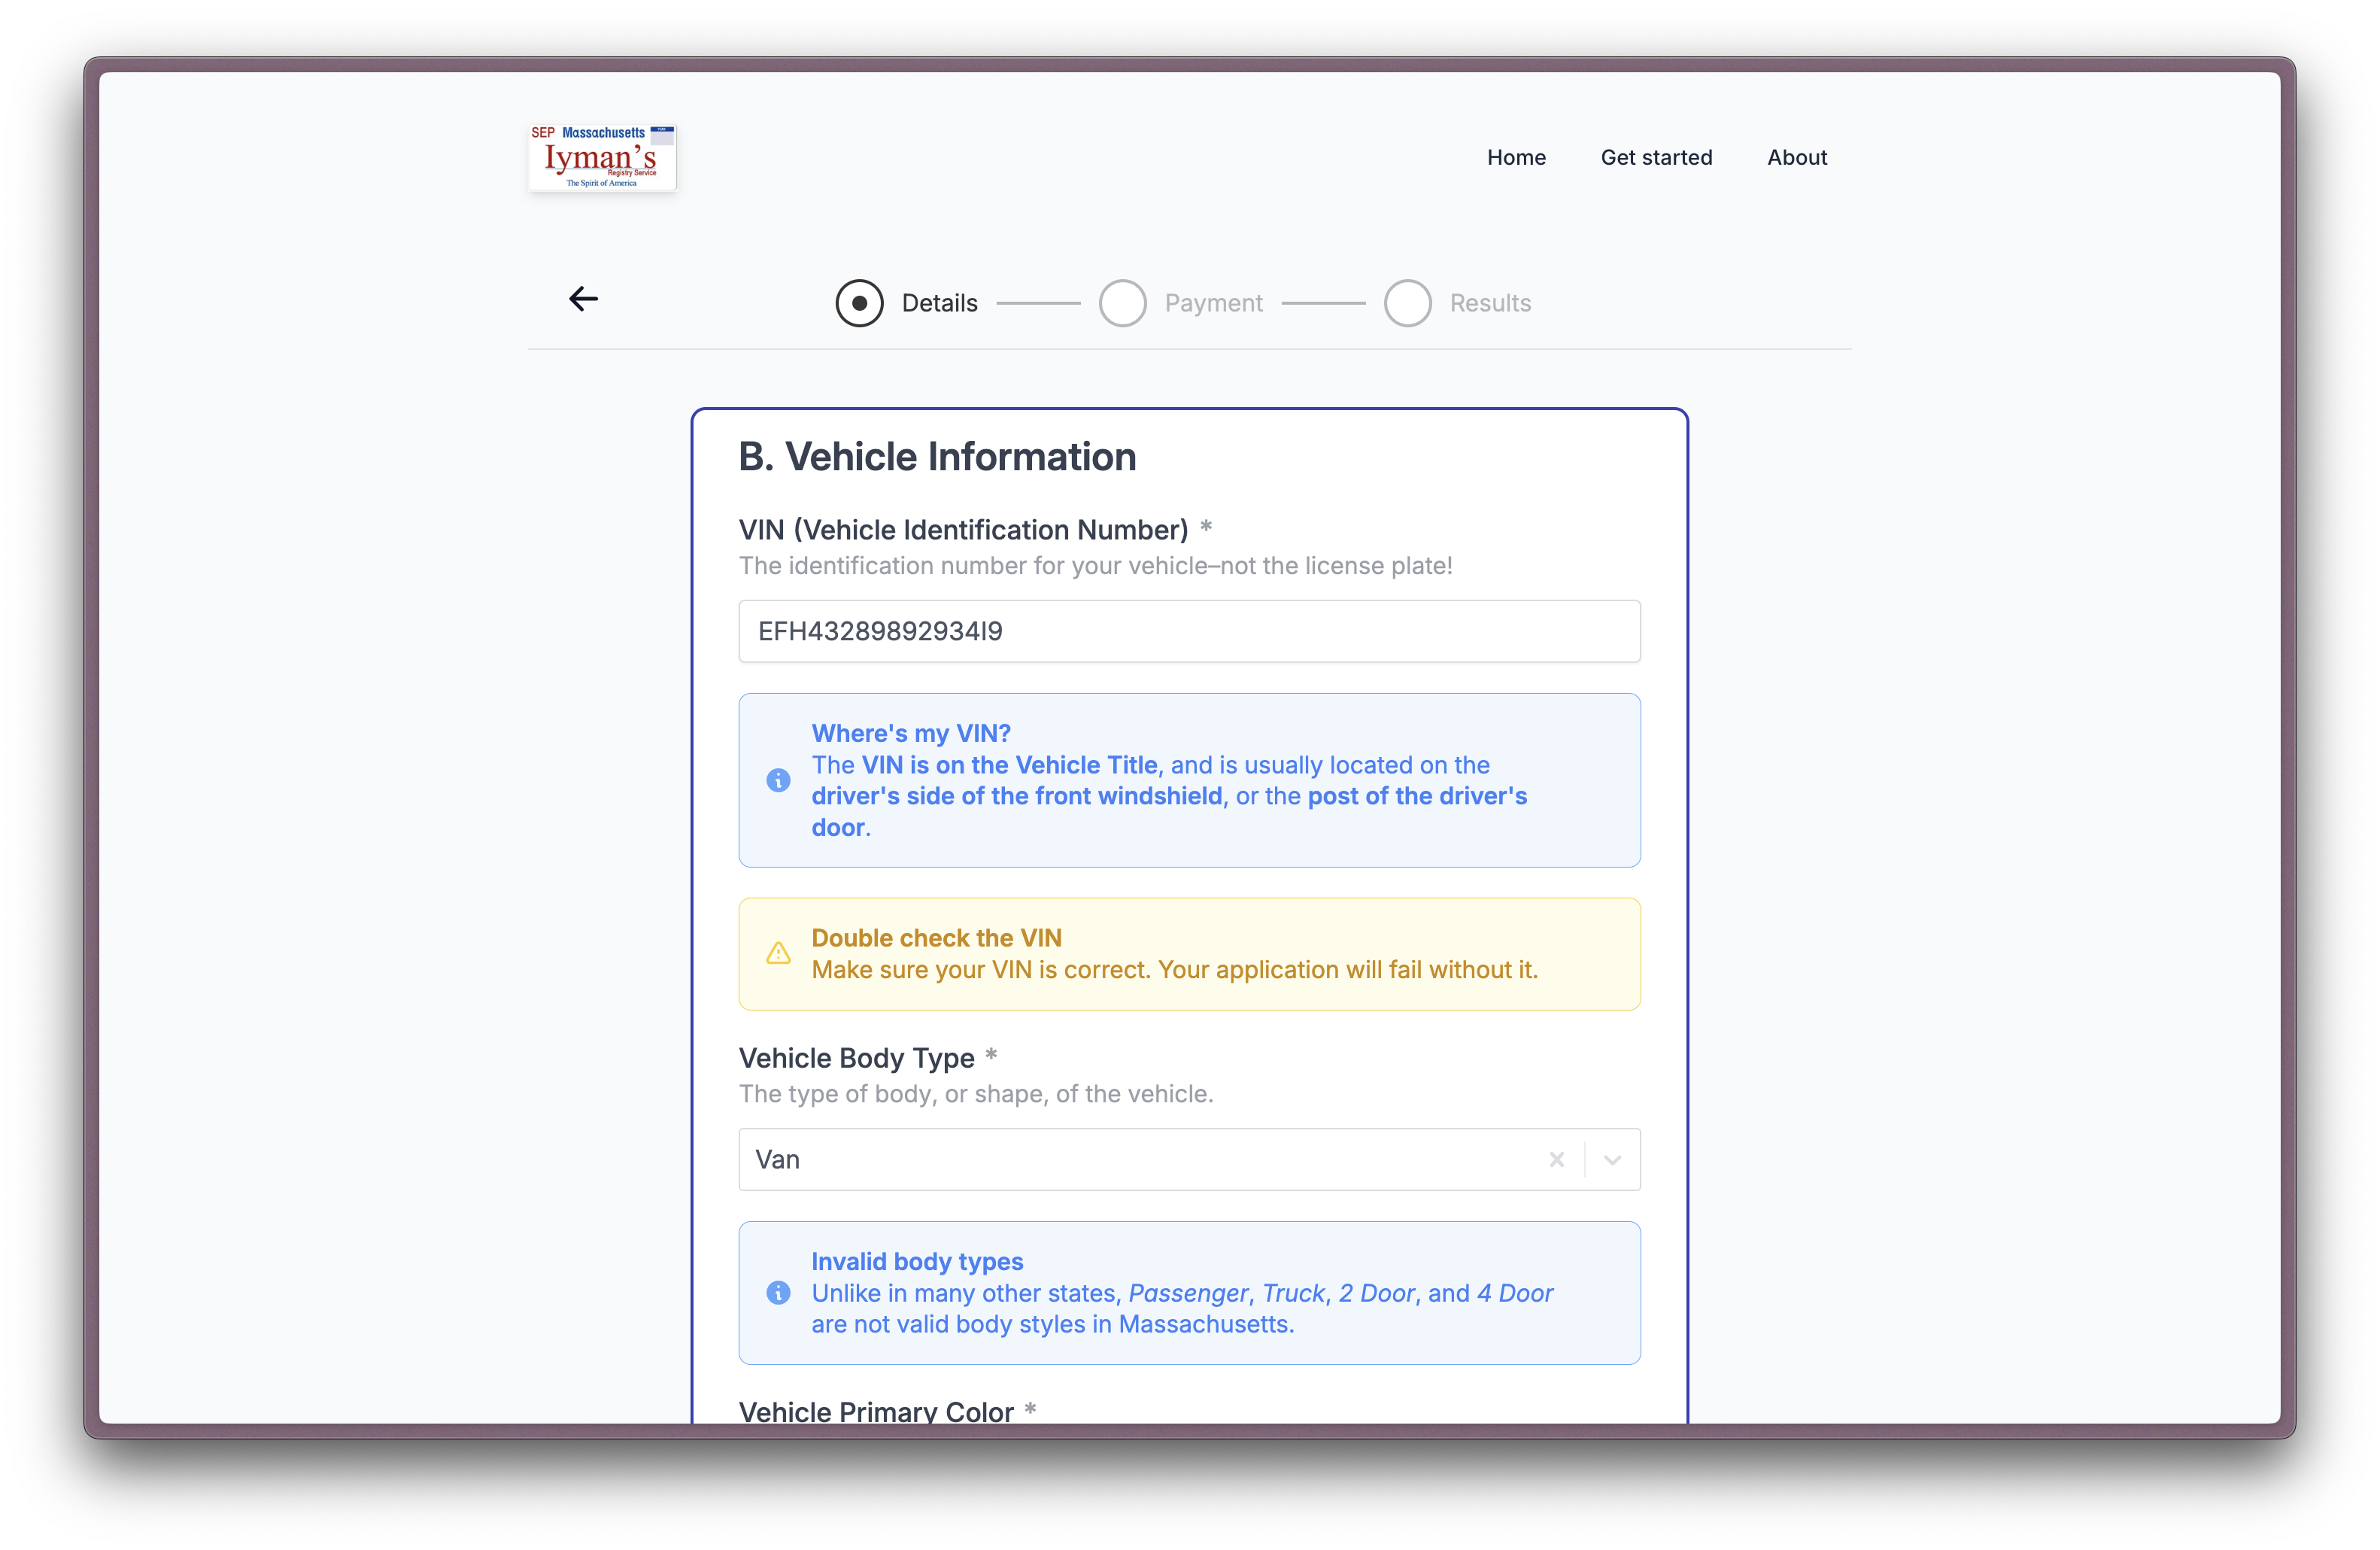 SEP Massachusetts
lyman's
Registry Service
The Spirit of America
Home Get started About
Details Payment Results
B. Vehicle Information
VIN (Vehicle Identification Number) *
The identification number for your vehicle–not the license plate!
EFH43289892934I9
Where's my VIN?
The VIN is on the Vehicle Title, and is usually located on the
driver's side of the front windshield, or the post of the driver's
door.
Double check the VIN
Make sure your VIN is correct. Your application will fail without it.
Vehicle Body Type *
The type of body, or shape, of the vehicle.
Van
Invalid body types
Unlike in many other states, Passenger, Truck, 2 Door, and 4 Door
are not valid body styles in Massachusetts.
Vehicle Primary Color *